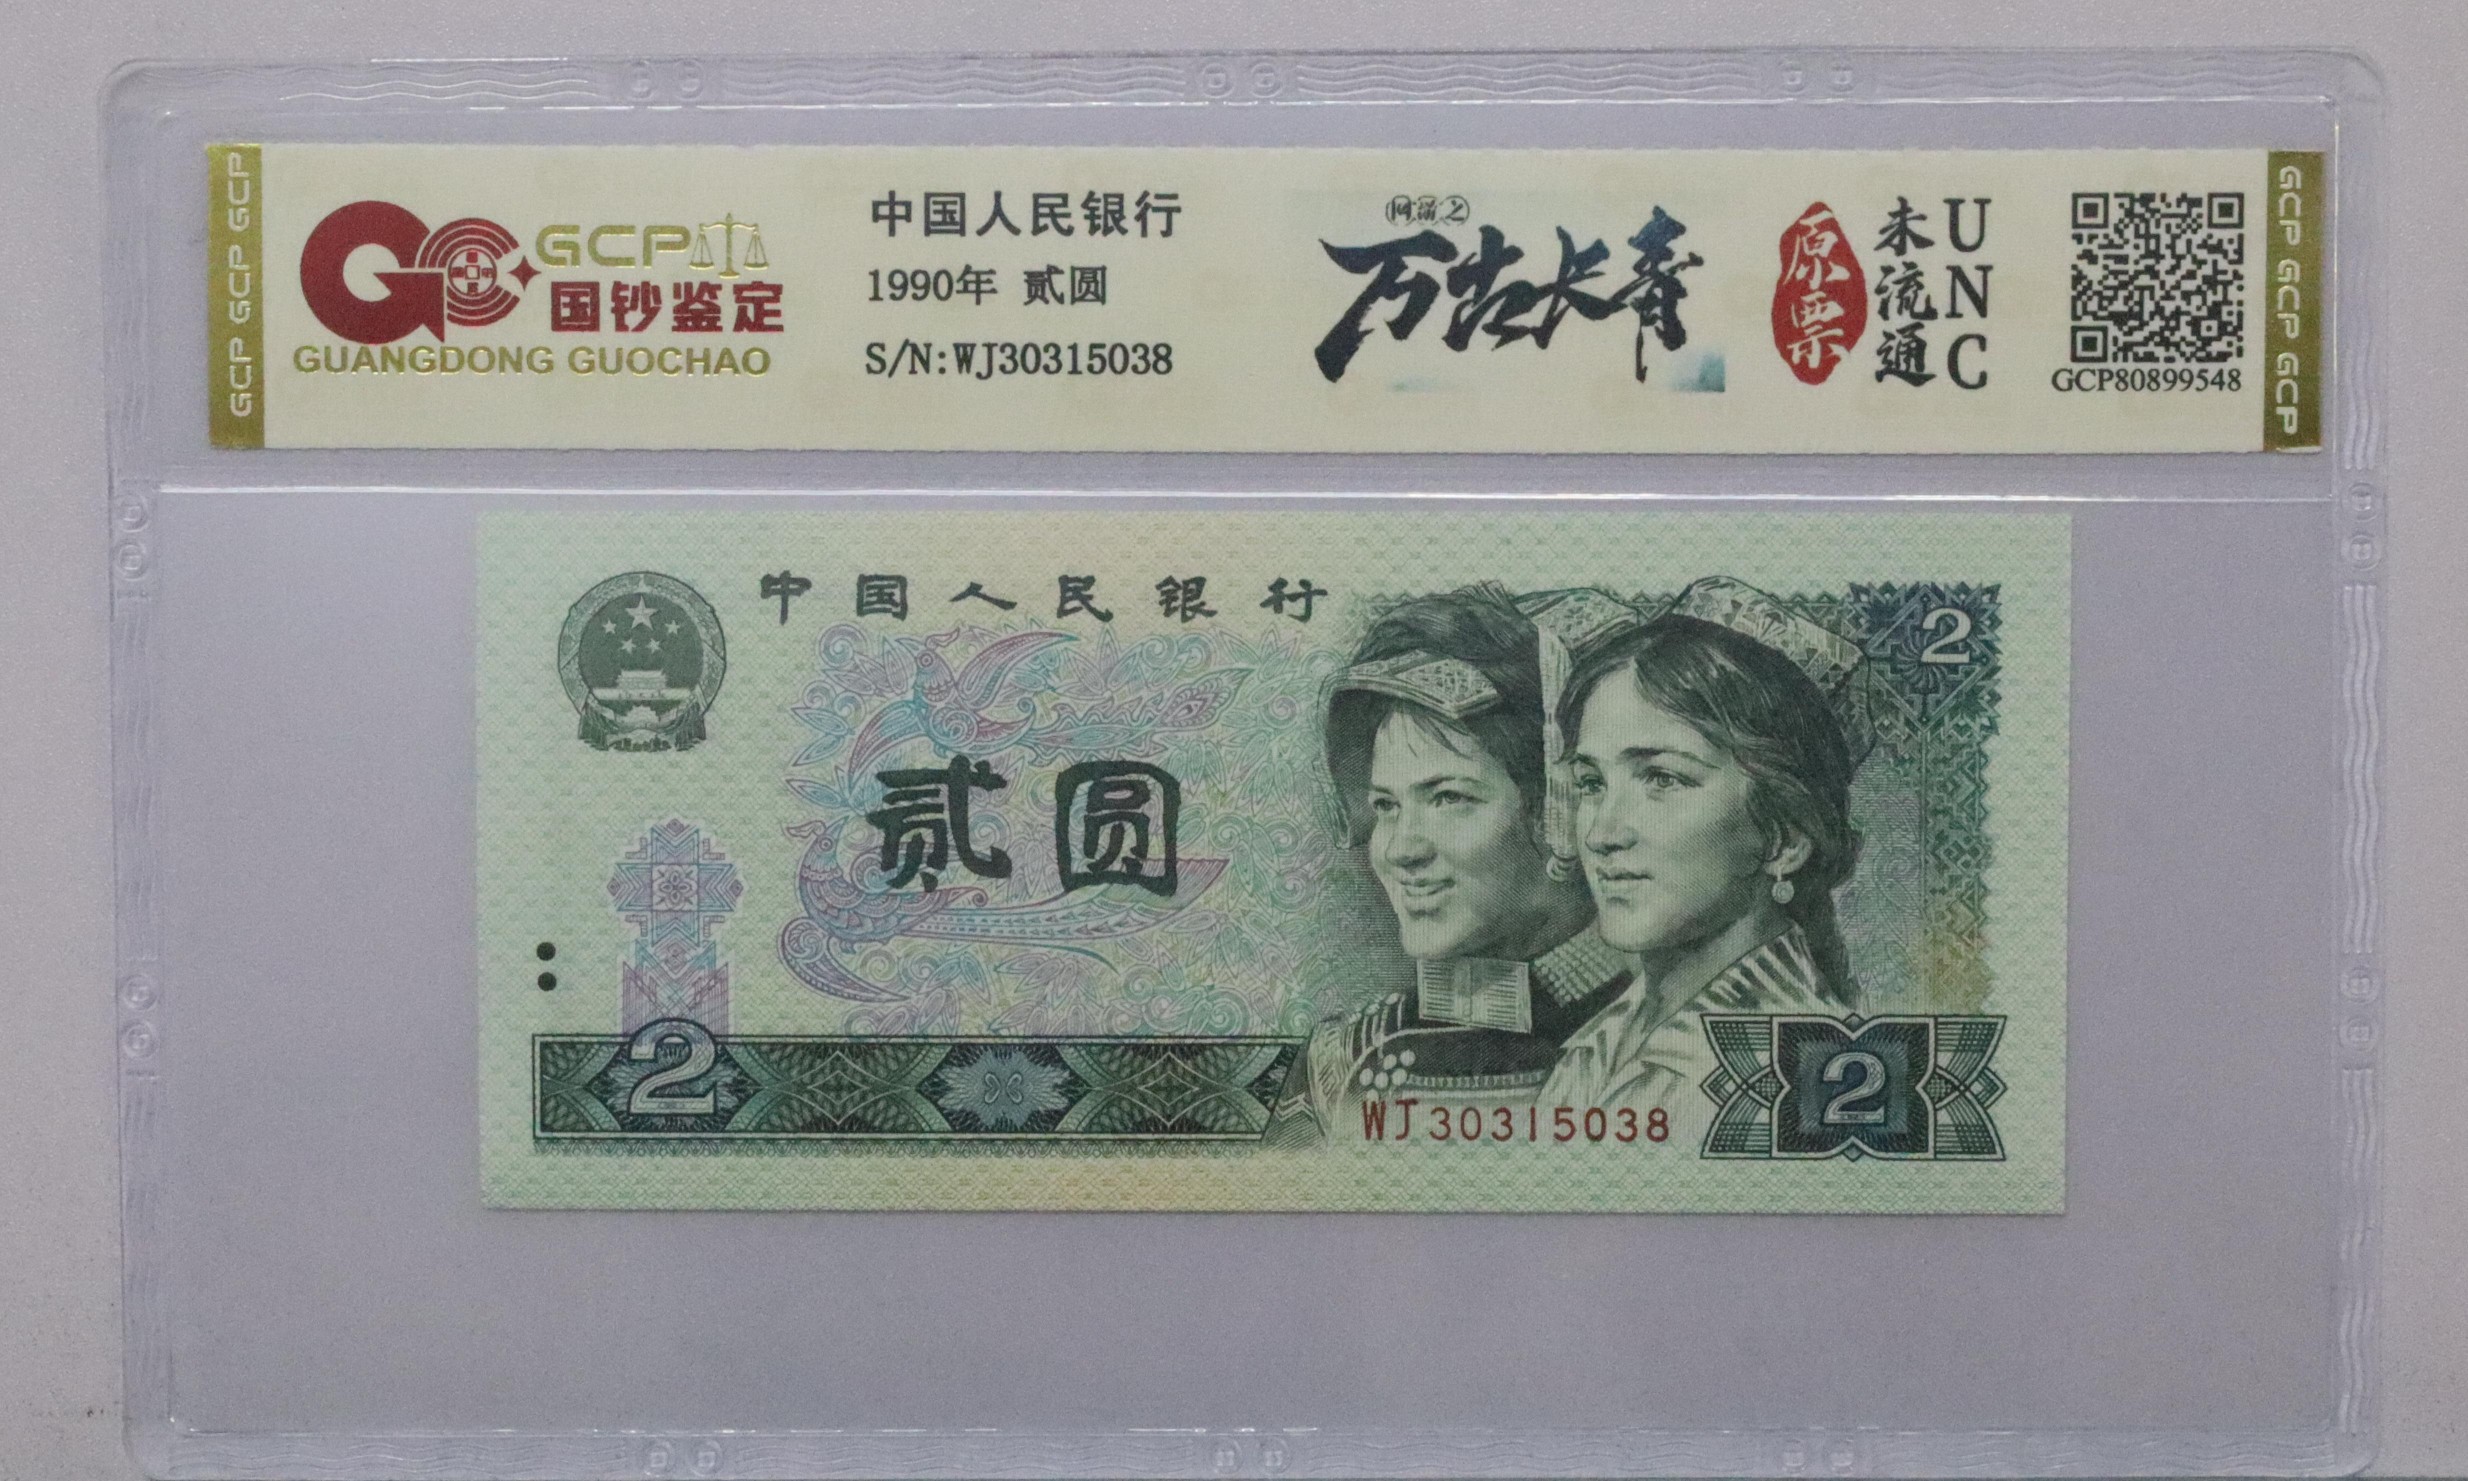 GCP GCP GCP GCP
GCP
国钞鉴定
GUANGDONG GUOCHAO
中国人民银行
1990年 贰圆
S/N:WJ30315038
万古长青
原票
未流通
UNC
GCP80899548
GCP GCP GCP GCP
中国人民银行
2
贰圆
2
WJ30315038
2